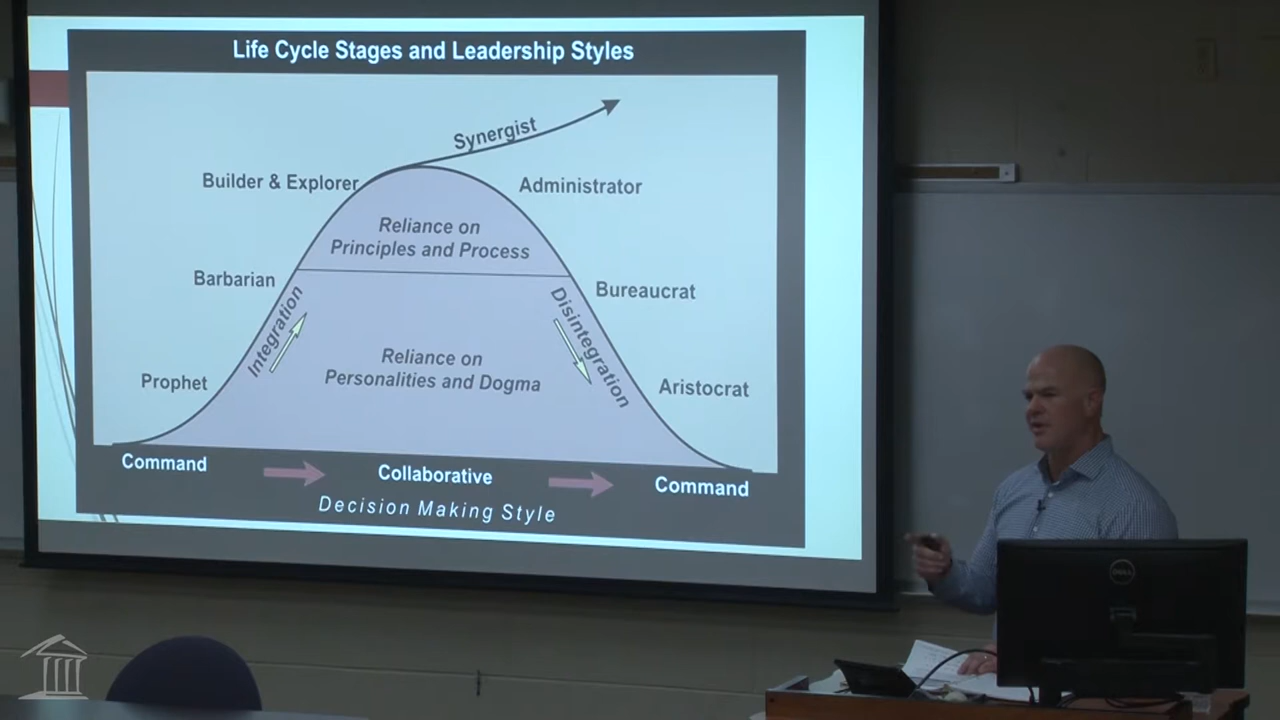 Life Cycle Stages and Leadership Styles
Synergist
Builder & Explorer
Administrator
Reliance on
Principles and Process
Barbarian
Bureaucrat
Integration
Disintegration
Reliance on
Personalities and Dogma
Prophet
Aristocrat
Command
Collaborative
Command
Decision Making Style
DELL